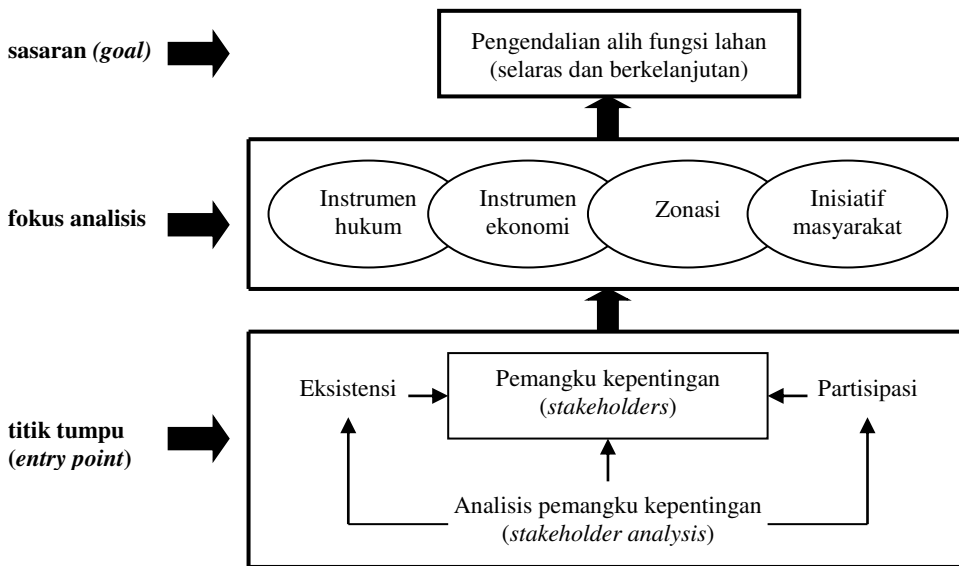 sasaran (goal)
Pengendalian alih fungsi lahan
(selaras dan berkelanjutan)
fokus analisis
Instrumen
hukum
Instrumen
ekonomi
Zonasi
Inisiatif
masyarakat
titik tumpu
(entry point)
Eksistensi
Pemangku kepentingan
(stakeholders)
Partisipasi
Analisis pemangku kepentingan
(stakeholder analysis)